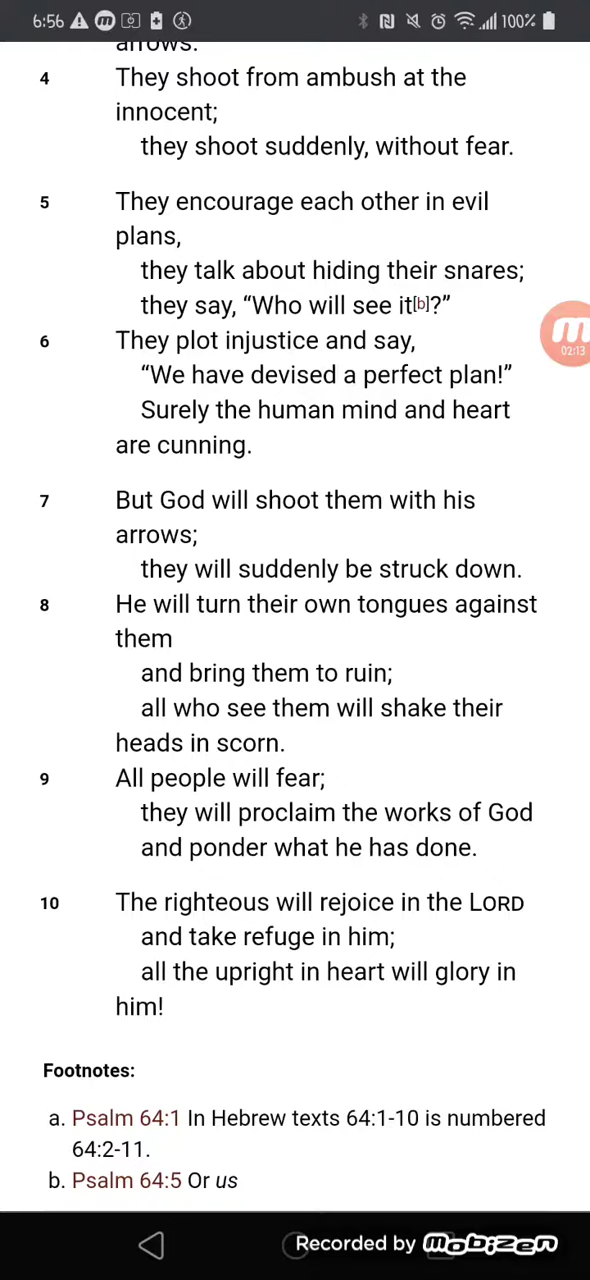 6:56 100%
arrows.
4 They shoot from ambush at the
innocent;
they shoot suddenly, without fear.
5 They encourage each other in evil
plans,
they talk about hiding their snares;
they say, “Who will see it[b]?”
6 They plot injustice and say,
“We have devised a perfect plan!”
Surely the human mind and heart
are cunning.
02:13
7 But God will shoot them with his
arrows;
they will suddenly be struck down.
8 He will turn their own tongues against
them
and bring them to ruin;
all who see them will shake their
heads in scorn.
9 All people will fear;
they will proclaim the works of God
and ponder what he has done.
10 The righteous will rejoice in the LORD
and take refuge in him;
all the upright in heart will glory in
him!
Footnotes:
a. Psalm 64:1 In Hebrew texts 64:1-10 is numbered
64:2-11.
b. Psalm 64:5 Or us
Recorded by mobizen